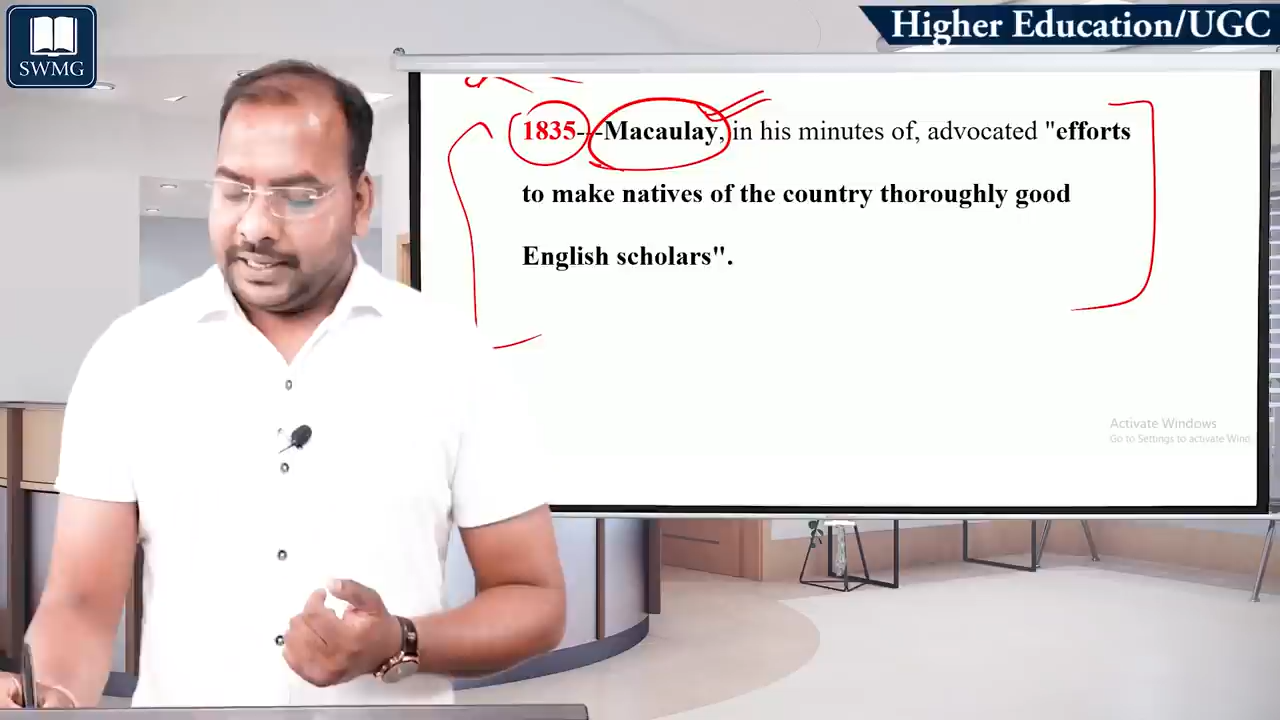 SWMG
Higher Education/UGC
1835--Macaulay, in his minutes of, advocated "efforts
to make natives of the country thoroughly good
English scholars".
Activate Windows
Go to Settings to activate Wind